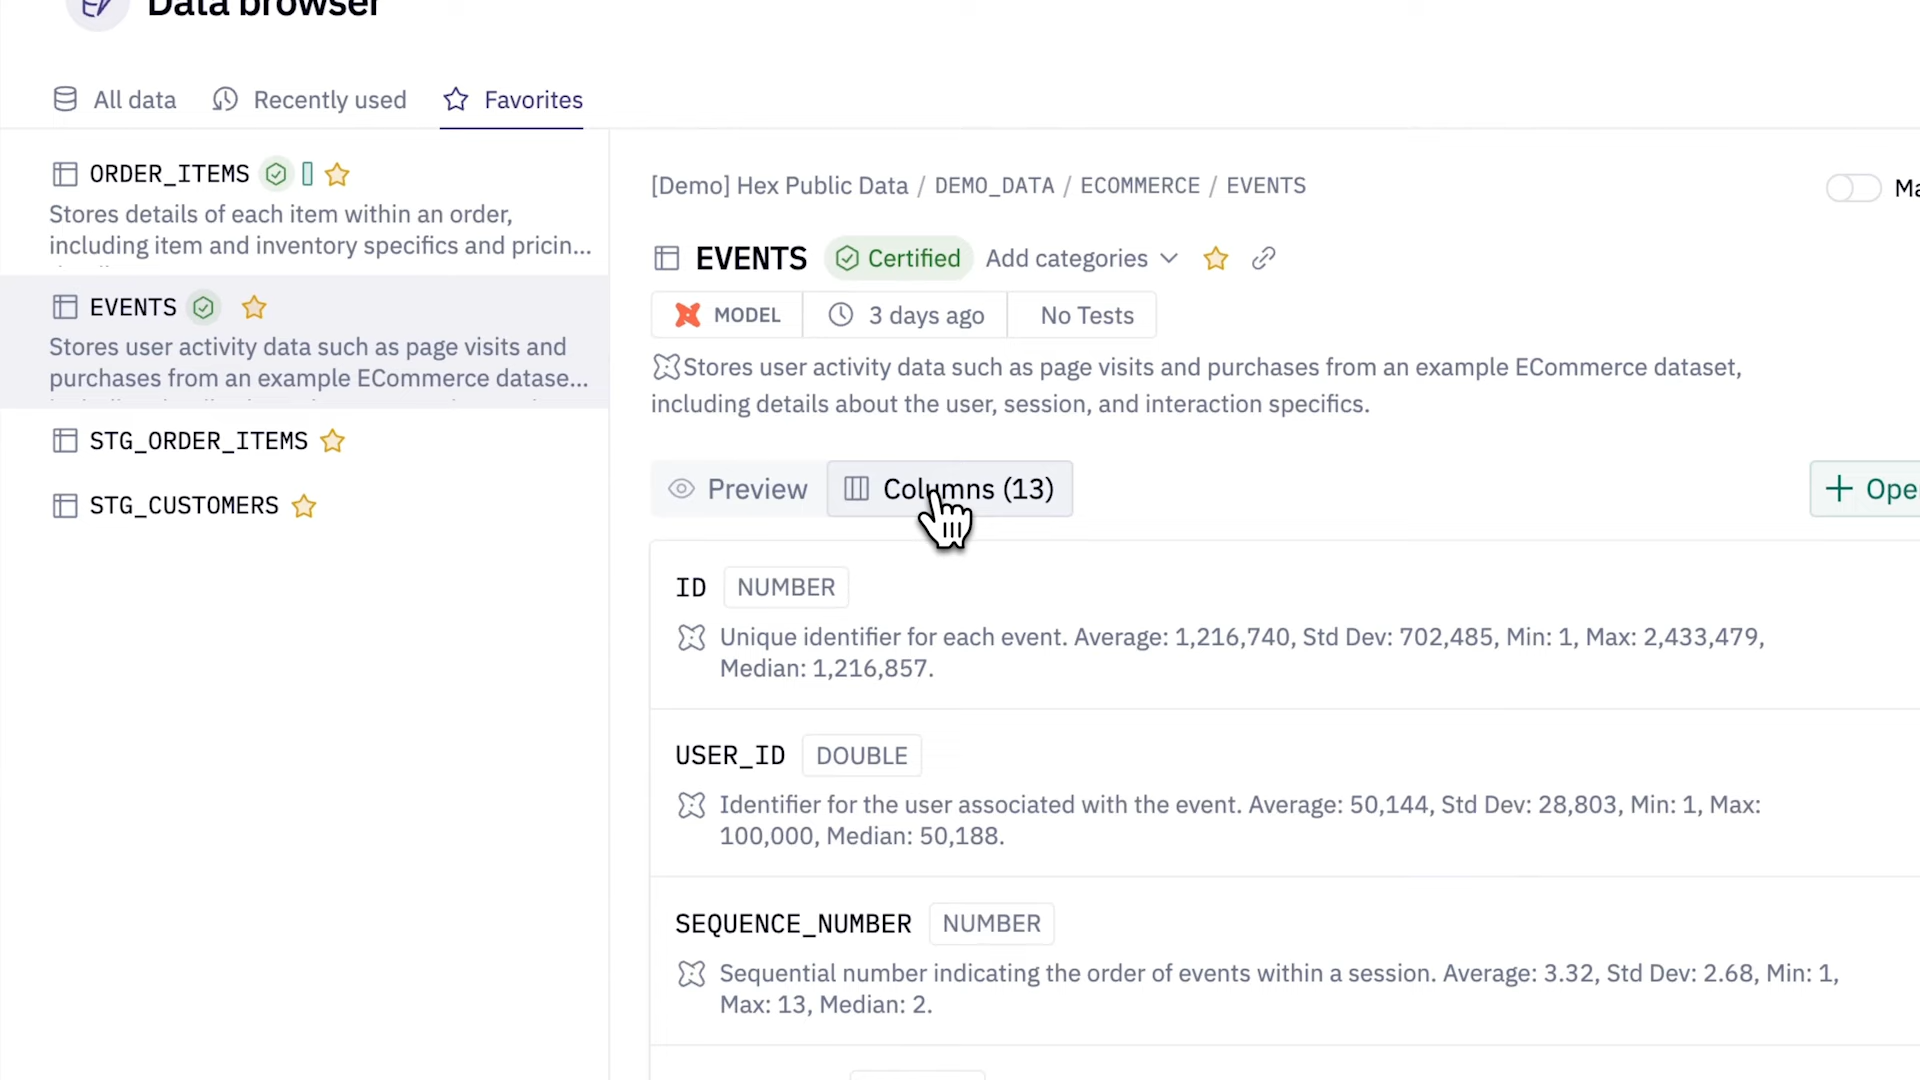 Data browser
All data
Recently used
Favorites
ORDER_ITEMS
Stores details of each item within an order,
including item and inventory specifics and pricin...
EVENTS
Stores user activity data such as page visits and
purchases from an example ECommerce datase...
STG_ORDER_ITEMS
STG_CUSTOMERS
[Demo] Hex Public Data / DEMO_DATA / ECOMMERCE / EVENTS
EVENTS Certified Add categories
MODEL 3 days ago No Tests
Stores user activity data such as page visits and purchases from an example ECommerce dataset,
including details about the user, session, and interaction specifics.
Preview Columns (13)
ID NUMBER
Unique identifier for each event. Average: 1,216,740, Std Dev: 702,485, Min: 1, Max: 2,433,479,
Median: 1,216,857.
USER_ID DOUBLE
Identifier for the user associated with the event. Average: 50,144, Std Dev: 28,803, Min: 1, Max:
100,000, Median: 50,188.
SEQUENCE_NUMBER NUMBER
Sequential number indicating the order of events within a session. Average: 3.32, Std Dev: 2.68, Min: 1,
Max: 13, Median: 2.